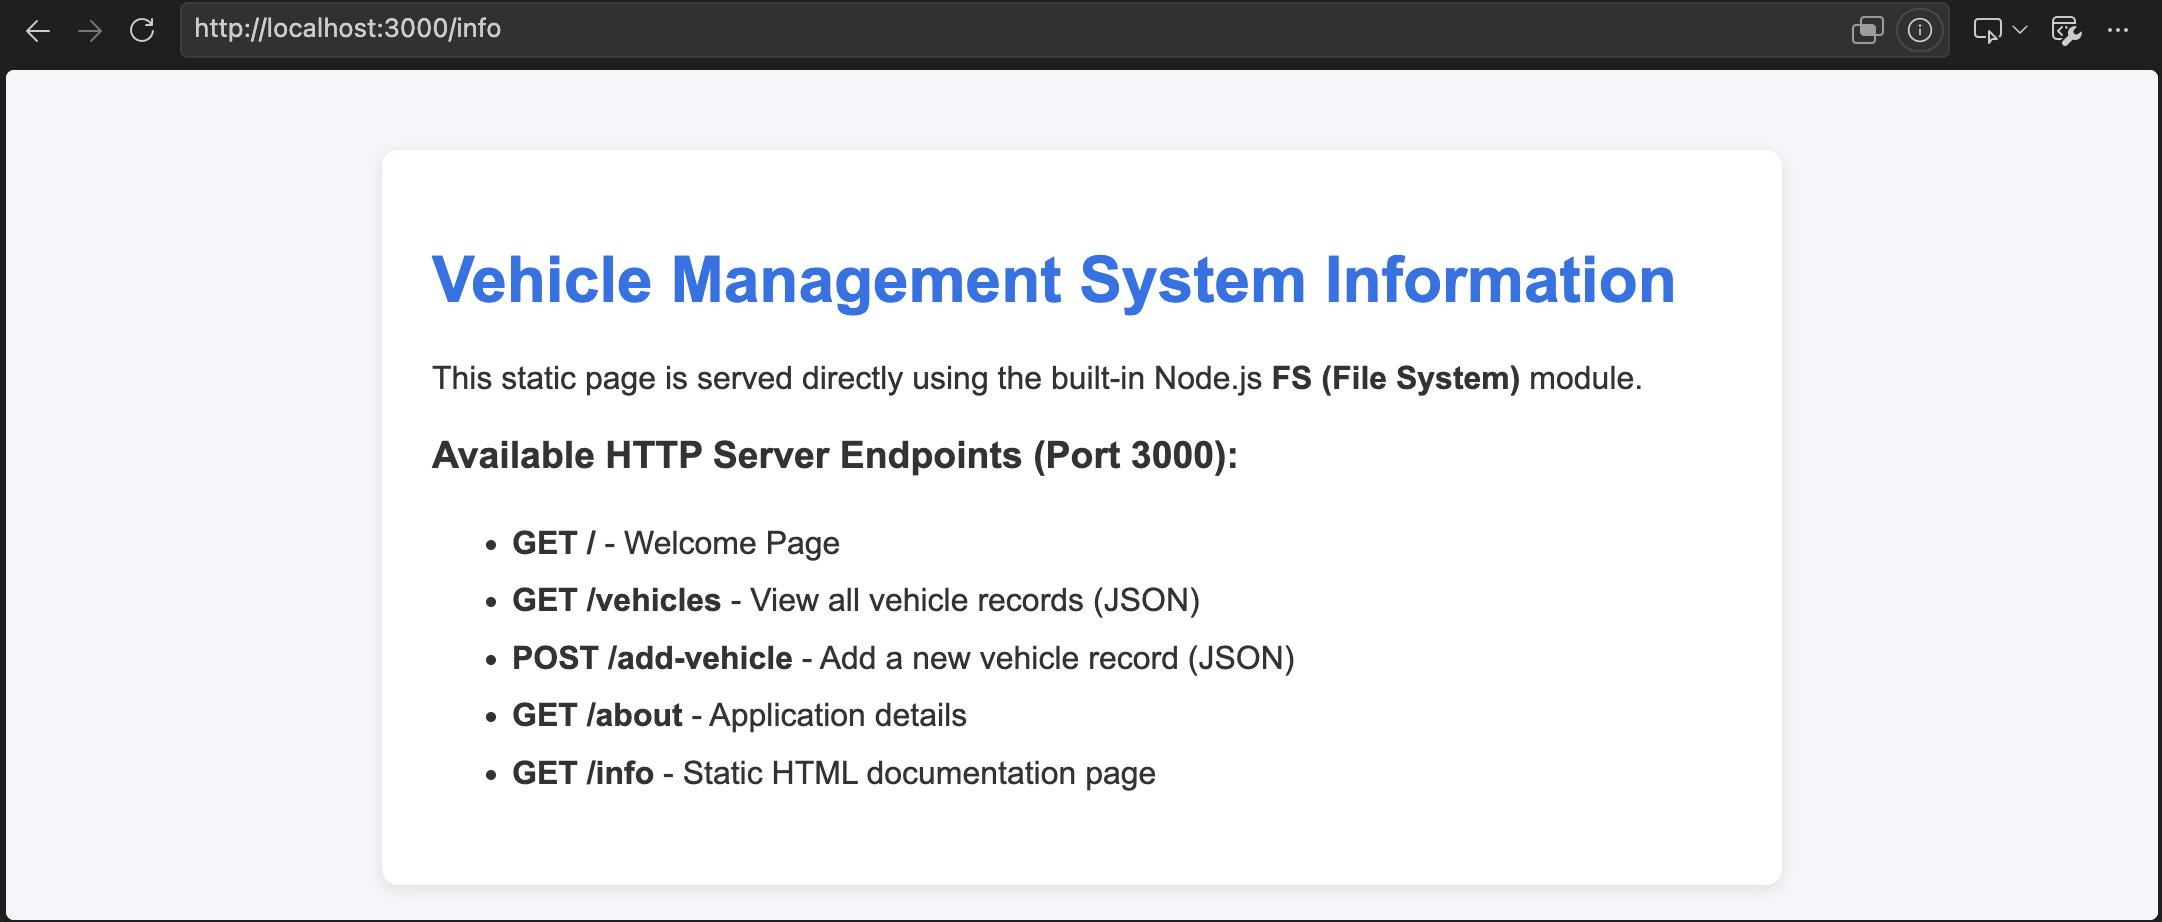 http://localhost:3000/info
Vehicle Management System Information
This static page is served directly using the built-in Node.js FS (File System) module.
Available HTTP Server Endpoints (Port 3000):
• GET / - Welcome Page
• GET /vehicles - View all vehicle records (JSON)
• POST /add-vehicle - Add a new vehicle record (JSON)
• GET /about - Application details
• GET /info - Static HTML documentation page